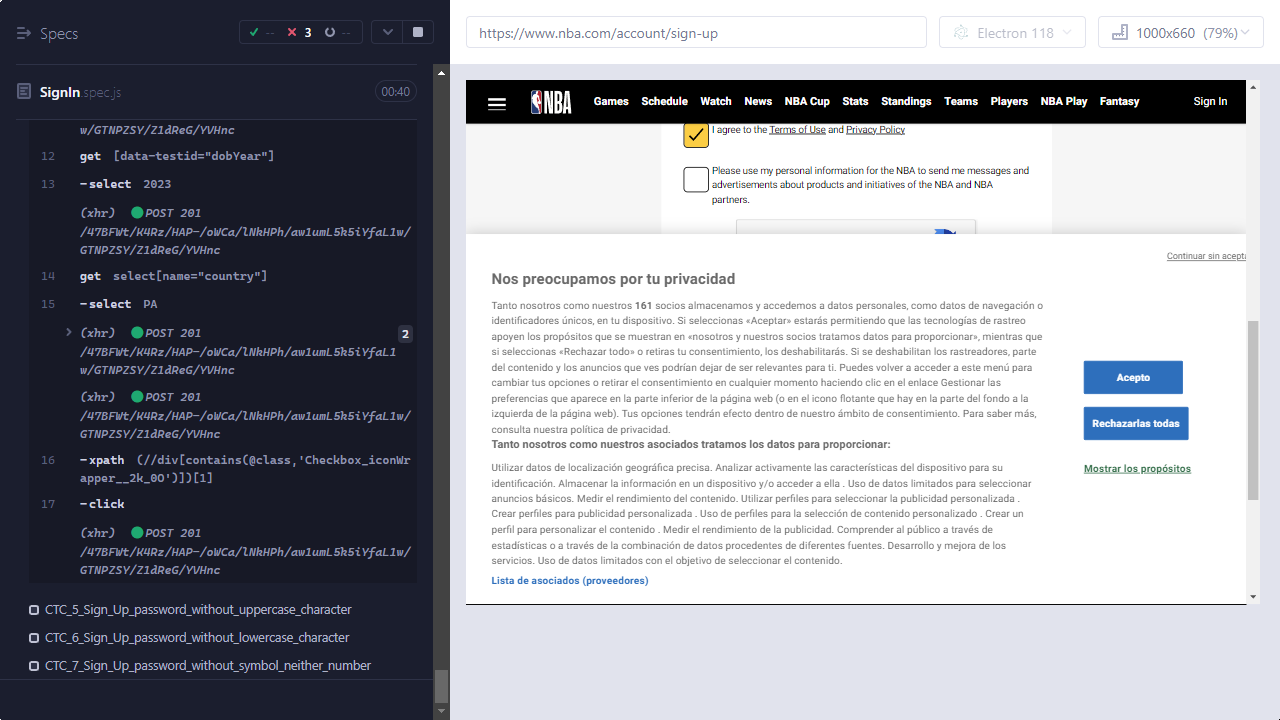 Specs
-- 3 --
SignIn spec.js
00:40
w/GTNPZSY/Z1dReG/YVHnc
12 get [data-testid="dobYear"]
13 -select 2023
(xhr) POST 201
/47BFWt/K4Rz/HAP-/oWCa/lNkHPh/aw1umL5k5iYfaL1w/
GTNPZSY/Z1dReG/YVHnc
14 get select[name="country"]
15 -select PA
(xhr) POST 201 2
/47BFWt/K4Rz/HAP-/oWCa/lNkHPh/aw1umL5k5iYfaL1
w/GTNPZSY/Z1dReG/YVHnc
(xhr) POST 201
/47BFWt/K4Rz/HAP-/oWCa/lNkHPh/aw1umL5k5iYfaL1w/
GTNPZSY/Z1dReG/YVHnc
16 -xpath (//div[contains(@class,'Checkbox_iconWr
apper__2k_0O')])[1]
17 -click
(xhr) POST 201
/47BFWt/K4Rz/HAP-/oWCa/lNkHPh/aw1umL5k5iYfaL1w/
GTNPZSY/Z1dReG/YVHnc
CTC_5_Sign_Up_password_without_uppercase_character
CTC_6_Sign_Up_password_without_lowercase_character
CTC_7_Sign_Up_password_without_symbol_neither_number
https://www.nba.com/account/sign-up
Electron 118
1000x660 (79%)
NBA Games Schedule Watch News NBA Cup Stats Standings Teams Players NBA Play Fantasy Sign In
I agree to the Terms of Use and Privacy Policy
Please use my personal information for the NBA to send me messages and
advertisements about products and initiatives of the NBA and NBA
partners.
Continuar sin acepta
Nos preocupamos por tu privacidad
Tanto nosotros como nuestros 161 socios almacenamos y accedemos a datos personales, como datos de navegación o
identificadores únicos, en tu dispositivo. Si seleccionas «Aceptar» estarás permitiendo que las tecnologías de rastreo
apoyen los propósitos que se muestran en «nosotros y nuestros socios tratamos datos para proporcionar», mientras que
si seleccionas «Rechazar todo» o retiras tu consentimiento, los deshabilitarás. Si se deshabilitan los rastreadores, parte
del contenido y los anuncios que ves podrían dejar de ser relevantes para ti. Puedes volver a acceder a este menú para
cambiar tus opciones o retirar el consentimiento en cualquier momento haciendo clic en el enlace Gestionar las
preferencias que aparece en la parte inferior de la página web (o en el icono flotante que hay en la parte del fondo a la
izquierda de la página web). Tus opciones tendrán efecto dentro de nuestro ámbito de consentimiento. Para saber más,
consulta nuestra política de privacidad.
Tanto nosotros como nuestros asociados tratamos los datos para proporcionar:
Utilizar datos de localización geográfica precisa. Analizar activamente las características del dispositivo para su
identificación. Almacenar la información en un dispositivo y/o acceder a ella . Uso de datos limitados para seleccionar
anuncios básicos. Medir el rendimiento del contenido. Utilizar perfiles para seleccionar la publicidad personalizada .
Crear perfiles para publicidad personalizada . Uso de perfiles para la selección de contenido personalizado . Crear un
perfil para personalizar el contenido . Medir el rendimiento de la publicidad. Comprender al público a través de
estadísticas o a través de la combinación de datos procedentes de diferentes fuentes. Desarrollo y mejora de los
servicios. Uso de datos limitados con el objetivo de seleccionar el contenido.
Lista de asociados (proveedores)
Acepto
Rechazarlas todas
Mostrar los propósitos